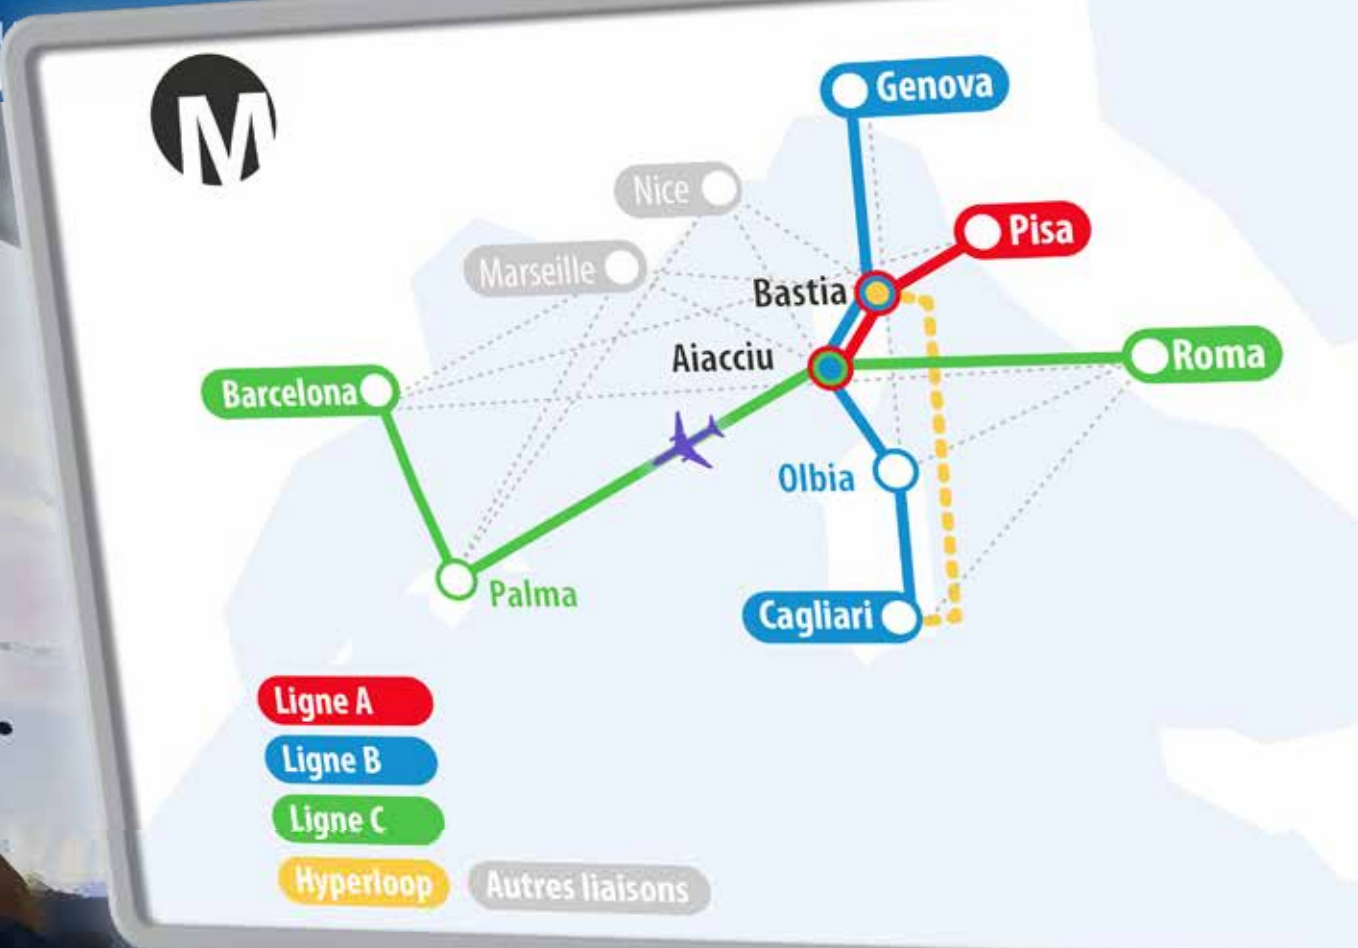 M
Genova
Nice
Pisa
Marseille
Bastia
Aiacciu
Roma
Barcelona
Olbia
Palma
Cagliari
Ligne A
Ligne B
Ligne C
Hyperloop
Autres liaisons